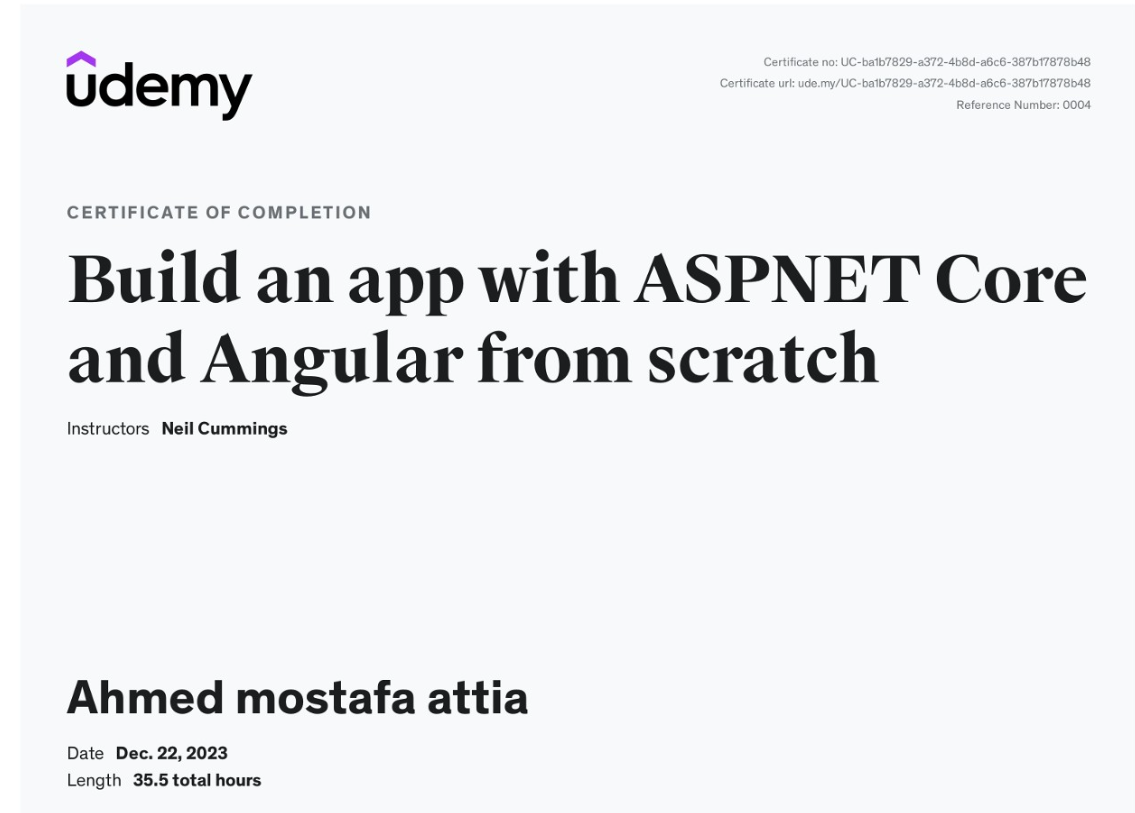 udemy
Certificate no: UC-ba1b7829-a372-4b8d-a6c6-387b17878b48
Certificate url: ude.my/UC-ba1b7829-a372-4b8d-a6c6-387b17878b48
Reference Number: 0004
CERTIFICATE OF COMPLETION
Build an app with ASPNET Core
and Angular from scratch
Instructors Neil Cummings
Ahmed mostafa attia
Date Dec. 22, 2023
Length 35.5 total hours